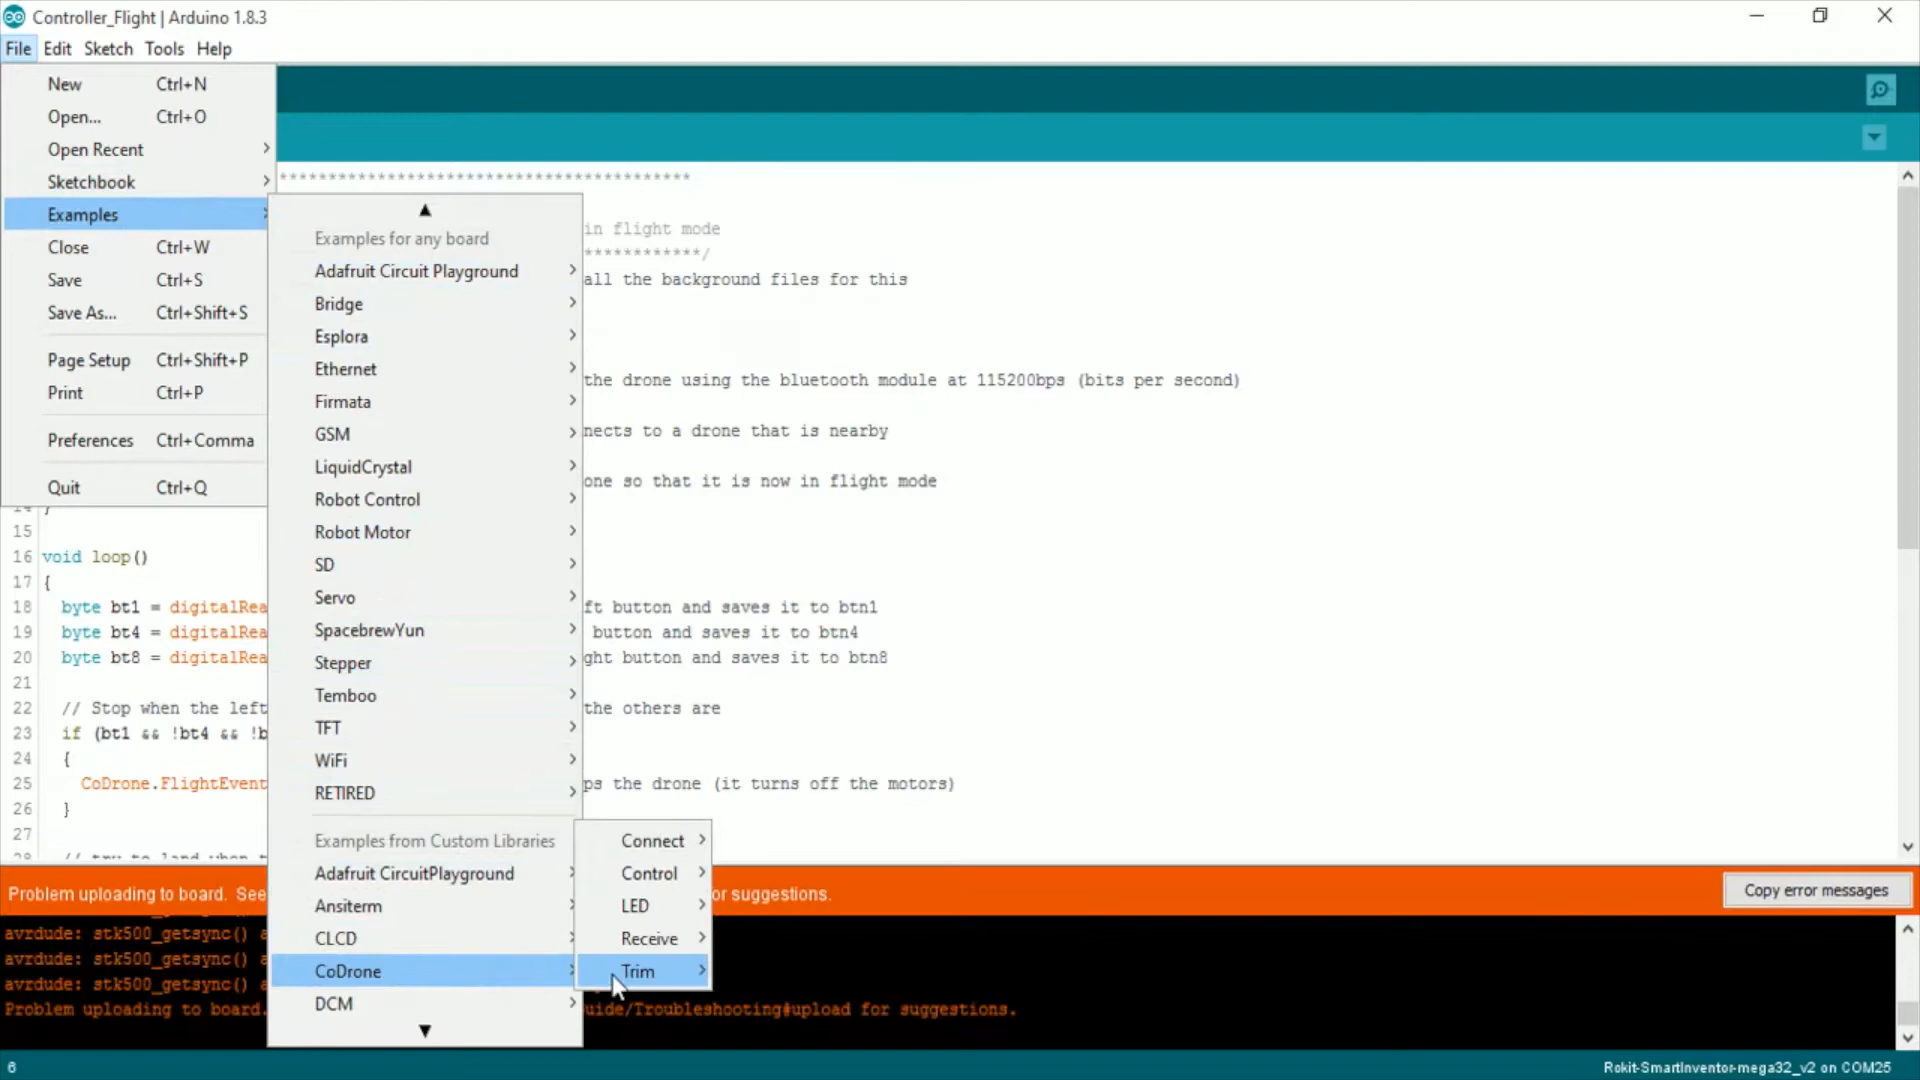 Controller_Flight | Arduino 1.8.3
File Edit Sketch Tools Help
New Ctrl+N
Open... Ctrl+O
Open Recent
Sketchbook
Examples
Close Ctrl+W
Save Ctrl+S
Save As... Ctrl+Shift+S
Page Setup Ctrl+Shift+P
Print Ctrl+P
Preferences Ctrl+Comma
Quit Ctrl+Q
Examples for any board
Adafruit Circuit Playground
Bridge
Esplora
Ethernet
Firmata
GSM
LiquidCrystal
Robot Control
Robot Motor
SD
Servo
SpacebrewYun
Stepper
Temboo
TFT
WiFi
RETIRED
Examples from Custom Libraries
Adafruit CircuitPlayground
Ansiterm
CLCD
CoDrone
DCM
Connect
Control
LED
Receive
Trim
******************************************
in flight mode
************/
all the background files for this
the drone using the bluetooth module at 115200bps (bits per second)
nects to a drone that is nearby
one so that it is now in flight mode
14 }
15
16 void loop()
17 {
18 byte bt1 = digitalRea ft button and saves it to btn1
19 byte bt4 = digitalRea button and saves it to btn4
20 byte bt8 = digitalRea ght button and saves it to btn8
21
22 // Stop when the left the others are
23 if (bt1 && !bt4 && !b
24 {
25 CoDrone.FlightEvent ps the drone (it turns off the motors)
26 }
27
28 // try to land when t
Problem uploading to board. See or suggestions.
Copy error messages
avrdude: stk500_getsync() a
avrdude: stk500_getsync() a
avrdude: stk500_getsync() a
Problem uploading to board. uide/Troubleshooting#upload for suggestions.
6
Rokit-SmartInventor-mega32_v2 on COM25